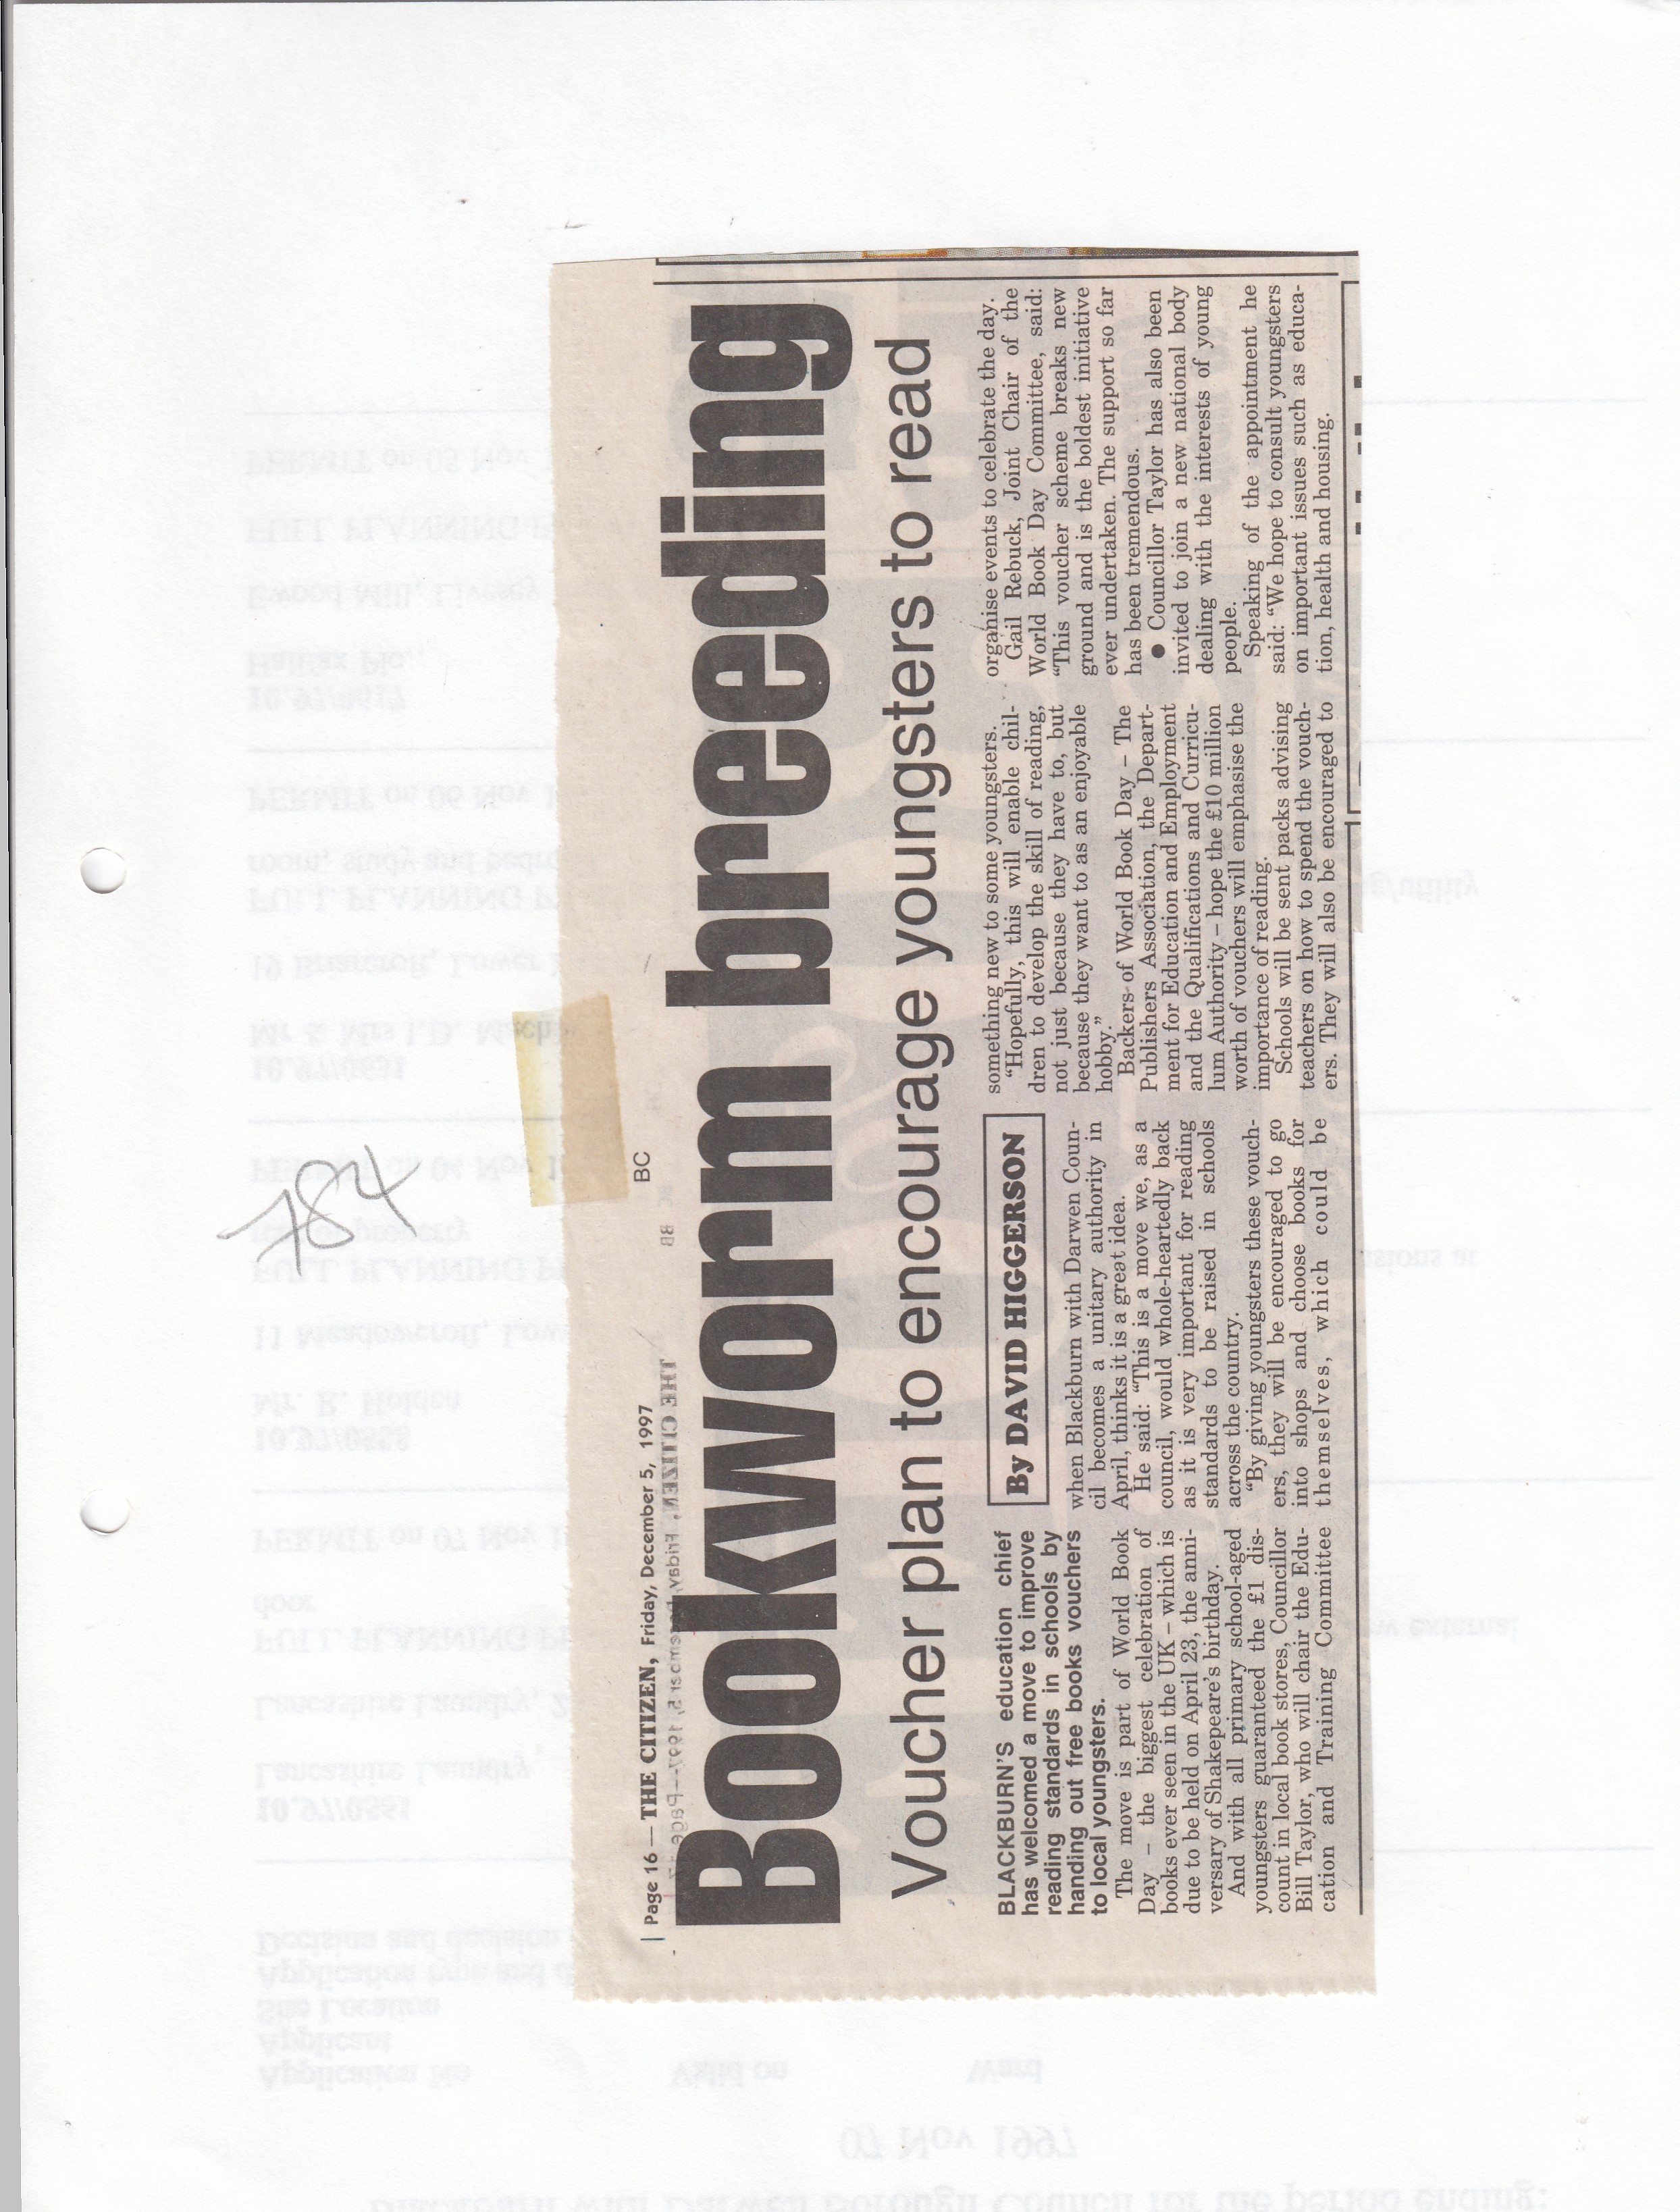 784
BC
Page 16 — THE CITIZEN, Friday, December 5, 1997
Bookworm breeding
Voucher plan to encourage youngsters to read
BLACKBURN'S education chief
has welcomed a move to improve
reading standards in schools by
handing out free books vouchers
to local youngsters.
The move is part of World Book
Day – the biggest celebration of
books ever seen in the UK – which is
due to be held on April 23, the anni-
versary of Shakepeare's birthday.
And with all primary school-aged
youngsters guaranteed the £1 dis-
count in local book stores, Councillor
Bill Taylor, who will chair the Edu-
cation and Training Committee
By DAVID HIGGERSON
when Blackburn with Darwen Coun-
cil becomes a unitary authority in
April, thinks it is a great idea.
He said: "This is a move we, as a
council, would whole-heartedly back
as it is very important for reading
standards to be raised in schools
across the country.
"By giving youngsters these vouch-
ers, they will be encouraged to go
into shops and choose books for
themselves, which could be
something new to some youngsters.
"Hopefully, this will enable chil-
dren to develop the skill of reading,
not just because they have to, but
because they want to as an enjoyable
hobby."
Backers of World Book Day – The
Publishers Association, the Depart-
ment for Education and Employment
and the Qualifications and Curricu-
lum Authority – hope the £10 million
worth of vouchers will emphasise the
importance of reading.
Schools will be sent packs advising
teachers on how to spend the vouch-
ers. They will also be encouraged to
organise events to celebrate the day.
Gail Rebuck, Joint Chair of the
World Book Day Committee, said:
"This voucher scheme breaks new
ground and is the boldest initiative
ever undertaken. The support so far
has been tremendous.
● Councillor Taylor has also been
invited to join a new national body
dealing with the interests of young
people.
Speaking of the appointment he
said: "We hope to consult youngsters
on important issues such as educa-
tion, health and housing.